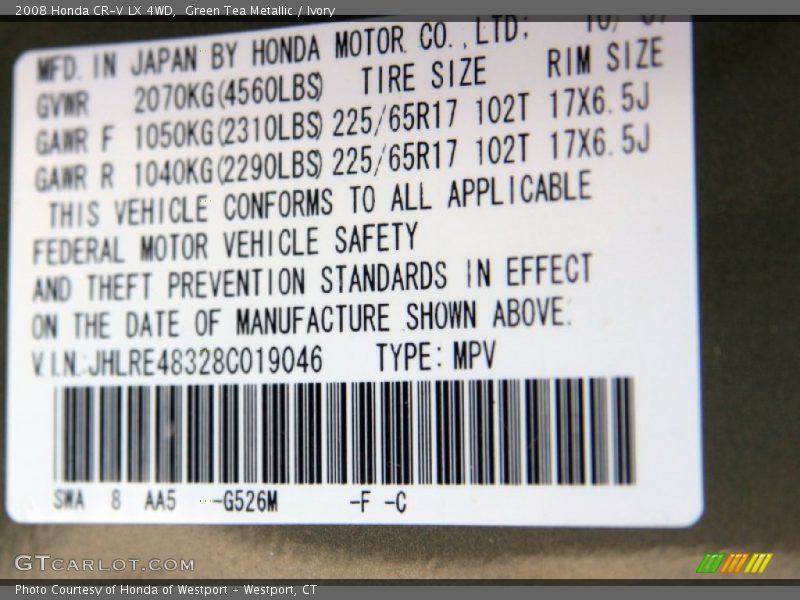 2008 Honda CR-V LX 4WD, Green Tea Metallic / Ivory
MFD. IN JAPAN BY HONDA MOTOR CO., LTD;
GVWR 2070KG(4560LBS) TIRE SIZE RIM SIZE
GAWR F 1050KG(2310LBS) 225/65R17 102T 17X6.5J
GAWR R 1040KG(2290LBS) 225/65R17 102T 17X6.5J
THIS VEHICLE CONFORMS TO ALL APPLICABLE
FEDERAL MOTOR VEHICLE SAFETY
AND THEFT PREVENTION STANDARDS IN EFFECT
ON THE DATE OF MANUFACTURE SHOWN ABOVE.
V.I.N.:JHLRE48328C019046 TYPE: MPV
SWA 8 AA5 --G526M -F -C
GTCARLOT.COM
Photo Courtesy of Honda of Westport – Westport, CT